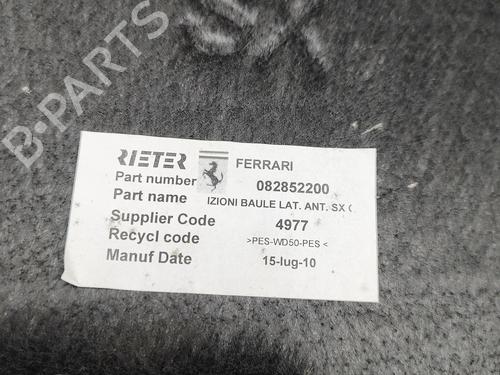 B-PARTS
SX
RIETER FERRARI
Part number 082852200
Part name IZIONI BAULE LAT. ANT. SX (
Supplier Code 4977
Recycl code >PES-WD50-PES<
Manuf Date 15-lug-10